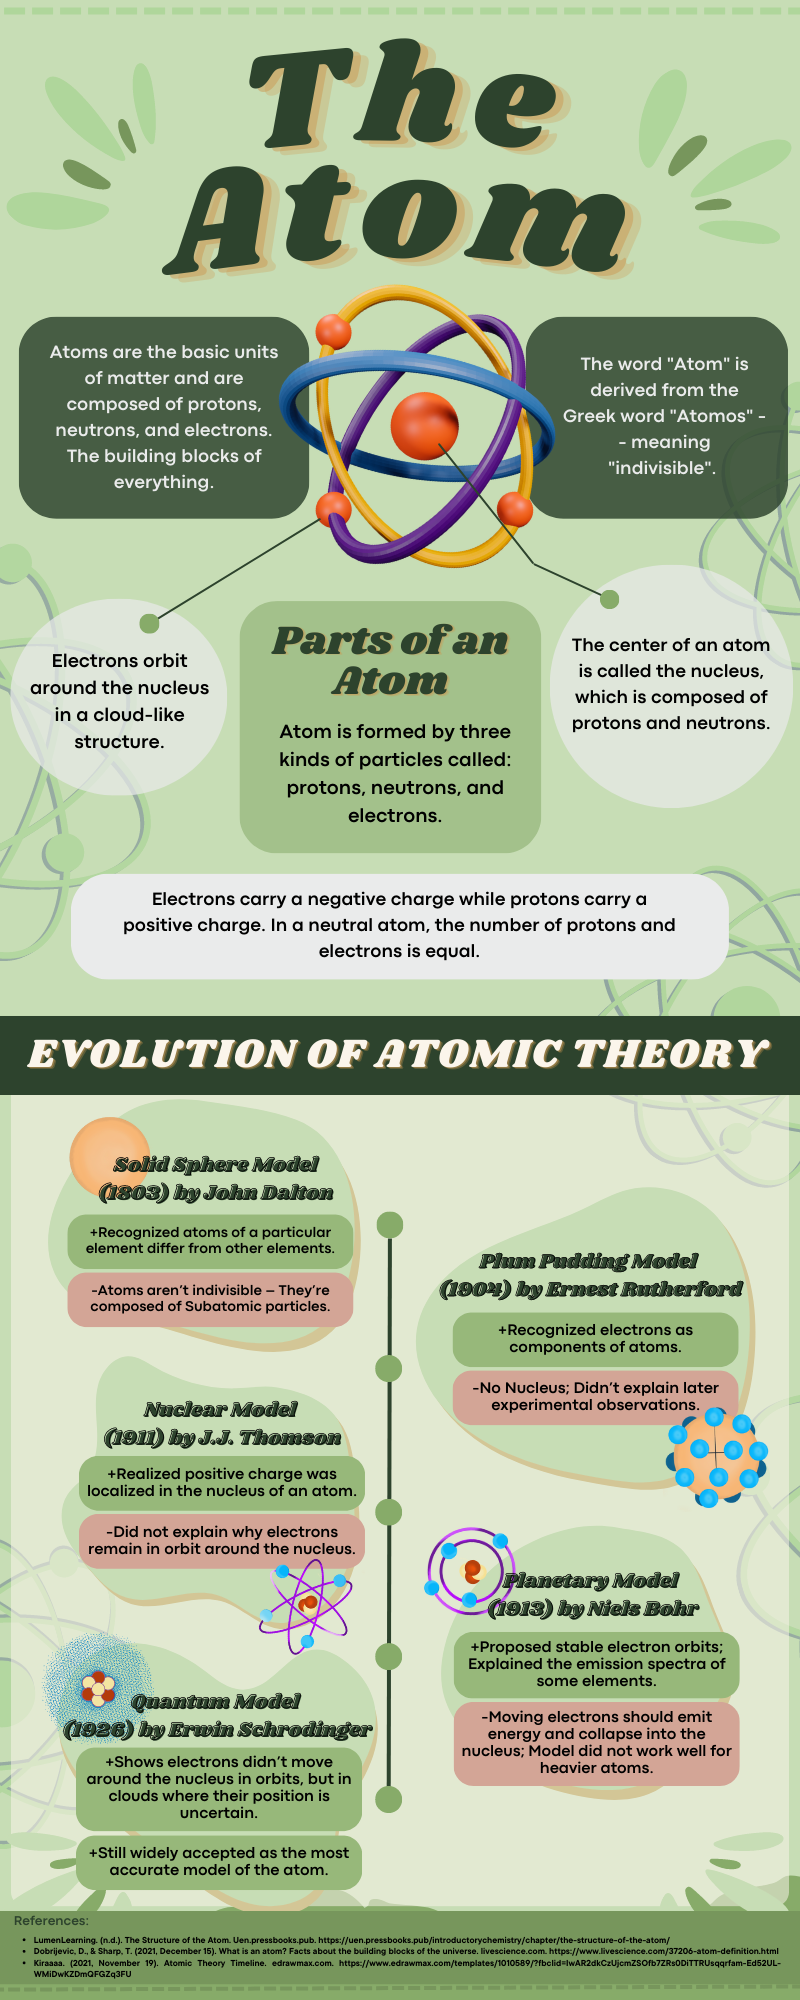 The
Atom
Atoms are the basic units
of matter and are
composed of protons,
neutrons, and electrons.
The building blocks of
everything.
The word "Atom" is
derived from the
Greek word "Atomos" -
- meaning
"indivisible".
Electrons orbit
around the nucleus
in a cloud-like
structure.
Parts of an
Atom
Atom is formed by three
kinds of particles called:
protons, neutrons, and
electrons.
The center of an atom
is called the nucleus,
which is composed of
protons and neutrons.
Electrons carry a negative charge while protons carry a
positive charge. In a neutral atom, the number of protons and
electrons is equal.
EVOLUTION OF ATOMIC THEORY
Solid Sphere Model
(1803) by John Dalton
+Recognized atoms of a particular
element differ from other elements.
-Atoms aren't indivisible – They're
composed of Subatomic particles.
Plum Pudding Model
(1904) by Ernest Rutherford
+Recognized electrons as
components of atoms.
-No Nucleus; Didn't explain later
experimental observations.
Nuclear Model
(1911) by J.J. Thomson
+Realized positive charge was
localized in the nucleus of an atom.
-Did not explain why electrons
remain in orbit around the nucleus.
Planetary Model
(1913) by Niels Bohr
+Proposed stable electron orbits;
Explained the emission spectra of
some elements.
-Moving electrons should emit
energy and collapse into the
nucleus; Model did not work well for
heavier atoms.
Quantum Model
(1926) by Erwin Schrodinger
+Shows electrons didn't move
around the nucleus in orbits, but in
clouds where their position is
uncertain.
+Still widely accepted as the most
accurate model of the atom.
References:
• LumenLearning. (n.d.). The Structure of the Atom. Uen.pressbooks.pub. https://uen.pressbooks.pub/introductorychemistry/chapter/the-structure-of-the-atom/
• Dobrijevic, D., & Sharp, T. (2021, December 15). What is an atom? Facts about the building blocks of the universe. livescience.com. https://www.livescience.com/37206-atom-definition.html
• Kiraaaa. (2021, November 19). Atomic Theory Timeline. edrawmax.com. https://www.edrawmax.com/templates/1010589/?fbclid=IwAR2dkCzUjcmZSOfb7ZRs0DiTTRUsqqrfam-Ed52UL-
WMiDwKZDmQFGZq3FU